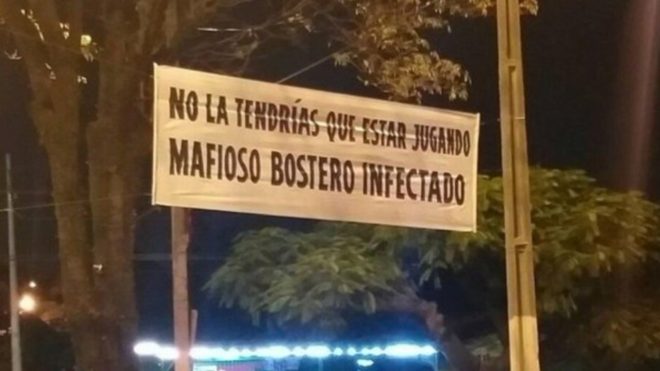 NO LA TENDRÍAS QUE ESTAR JUGANDO
MAFIOSO BOSTERO INFECTADO